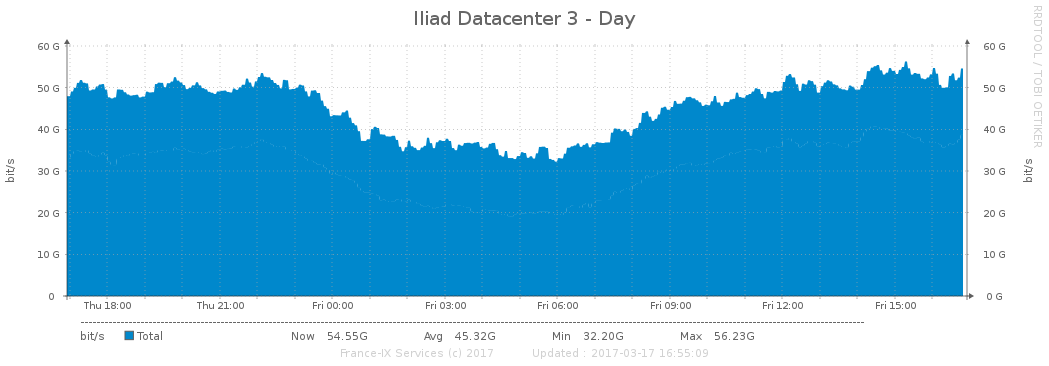 Iliad Datacenter 3 - Day
RRDTOOL / TOBI OETIKER
60 G 60 G
50 G 50 G
40 G 40 G
30 G 30 G
20 G 20 G
10 G 10 G
0 0 G
bit/s bit/s
Thu 18:00 Thu 21:00 Fri 00:00 Fri 03:00 Fri 06:00 Fri 09:00 Fri 12:00 Fri 15:00
bit/s Total Now 54.55G Avg 45.32G Min 32.20G Max 56.23G
France-IX Services (c) 2017 Updated : 2017-03-17 16:55:09